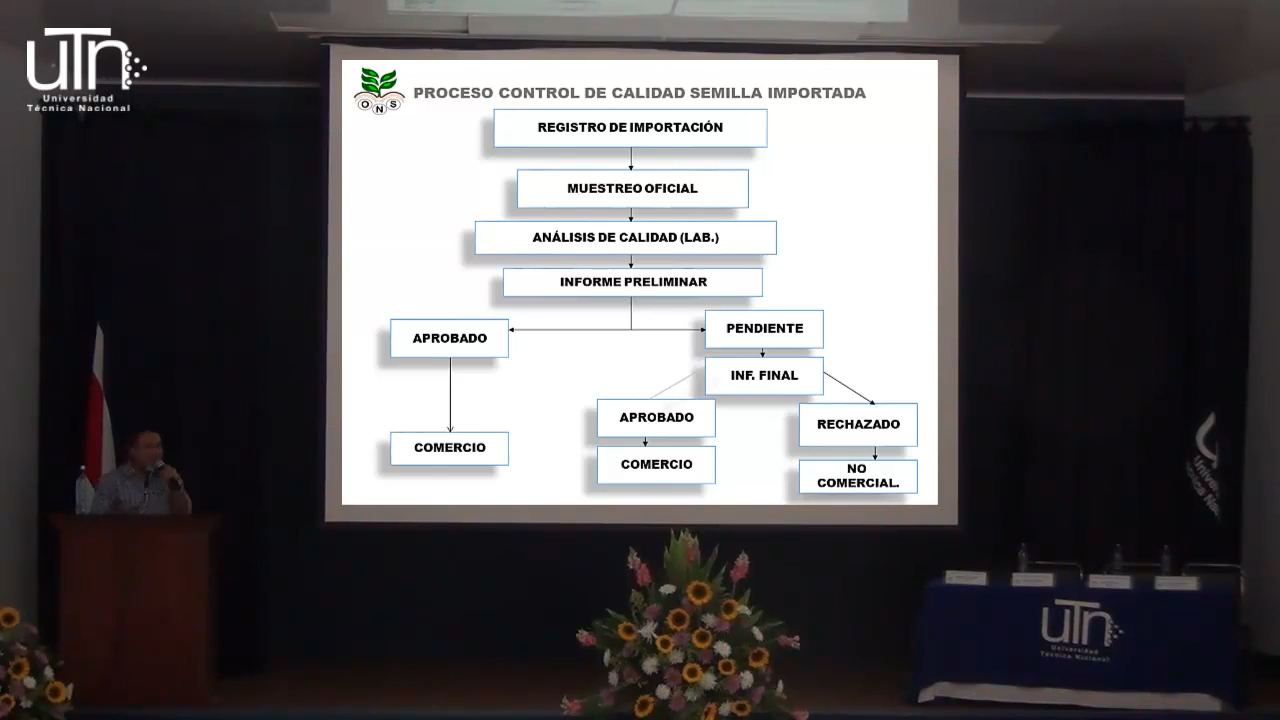 uTn
Universidad
Técnica Nacional
ONS
PROCESO CONTROL DE CALIDAD SEMILLA IMPORTADA
REGISTRO DE IMPORTACIÓN
MUESTREO OFICIAL
ANÁLISIS DE CALIDAD (LAB.)
INFORME PRELIMINAR
APROBADO
PENDIENTE
INF. FINAL
APROBADO
RECHAZADO
COMERCIO
COMERCIO
NO
COMERCIAL.
uTn
Universidad
Técnica Nacional